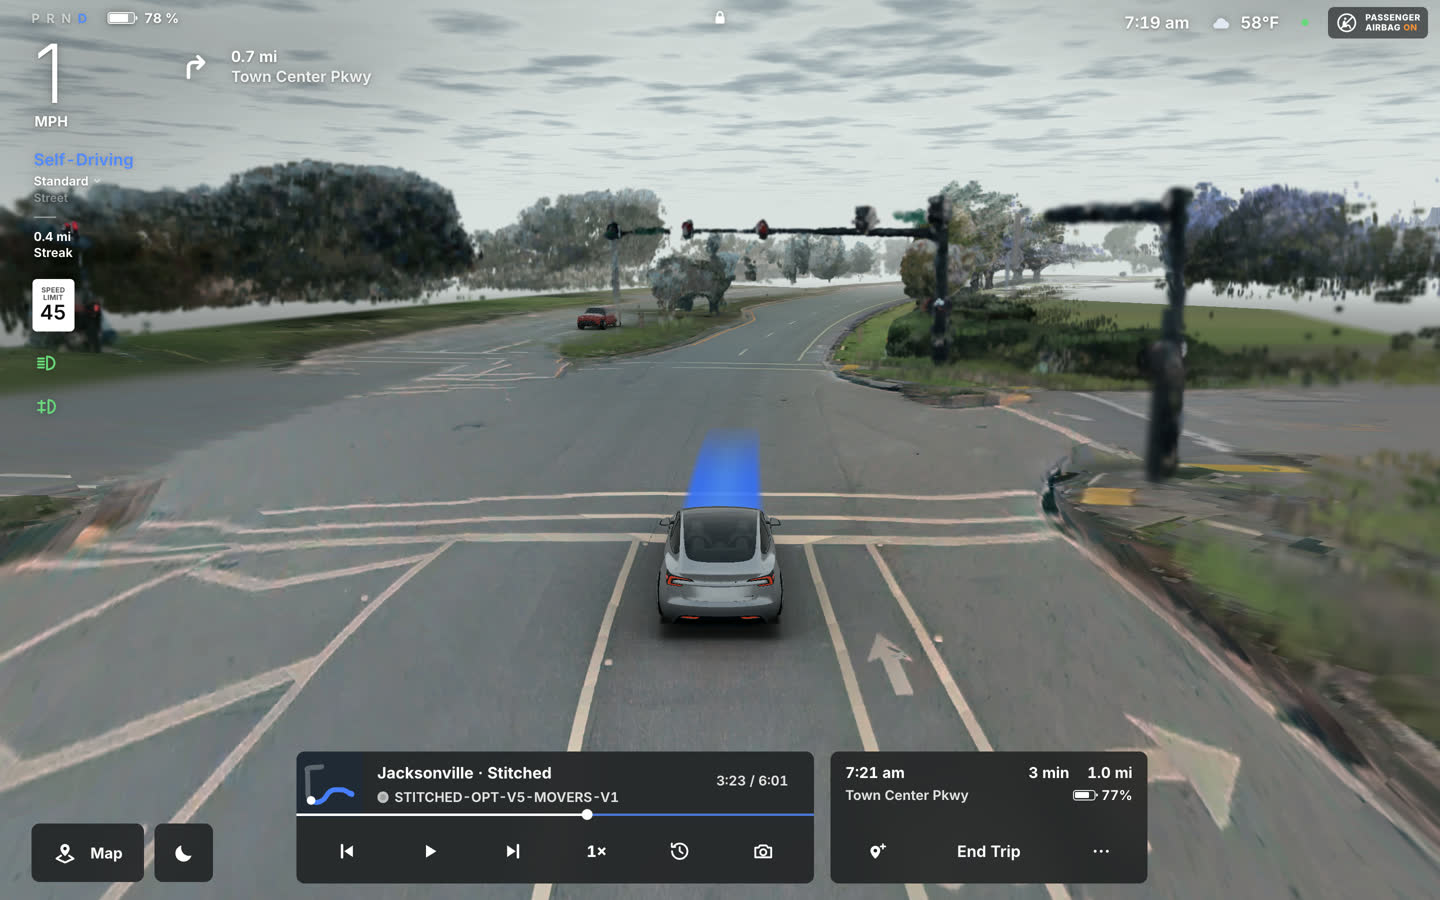 P R N D
78 %
7:19 am
58°F
PASSENGER
AIRBAG ON
1
MPH
0.7 mi
Town Center Pkwy
Self-Driving
Standard
Street
0.4 mi
Streak
SPEED
LIMIT
45
Jacksonville · Stitched
STITCHED-OPT-V5-MOVERS-V1
3:23 / 6:01
1×
7:21 am
3 min
1.0 mi
Town Center Pkwy
77%
End Trip
Map